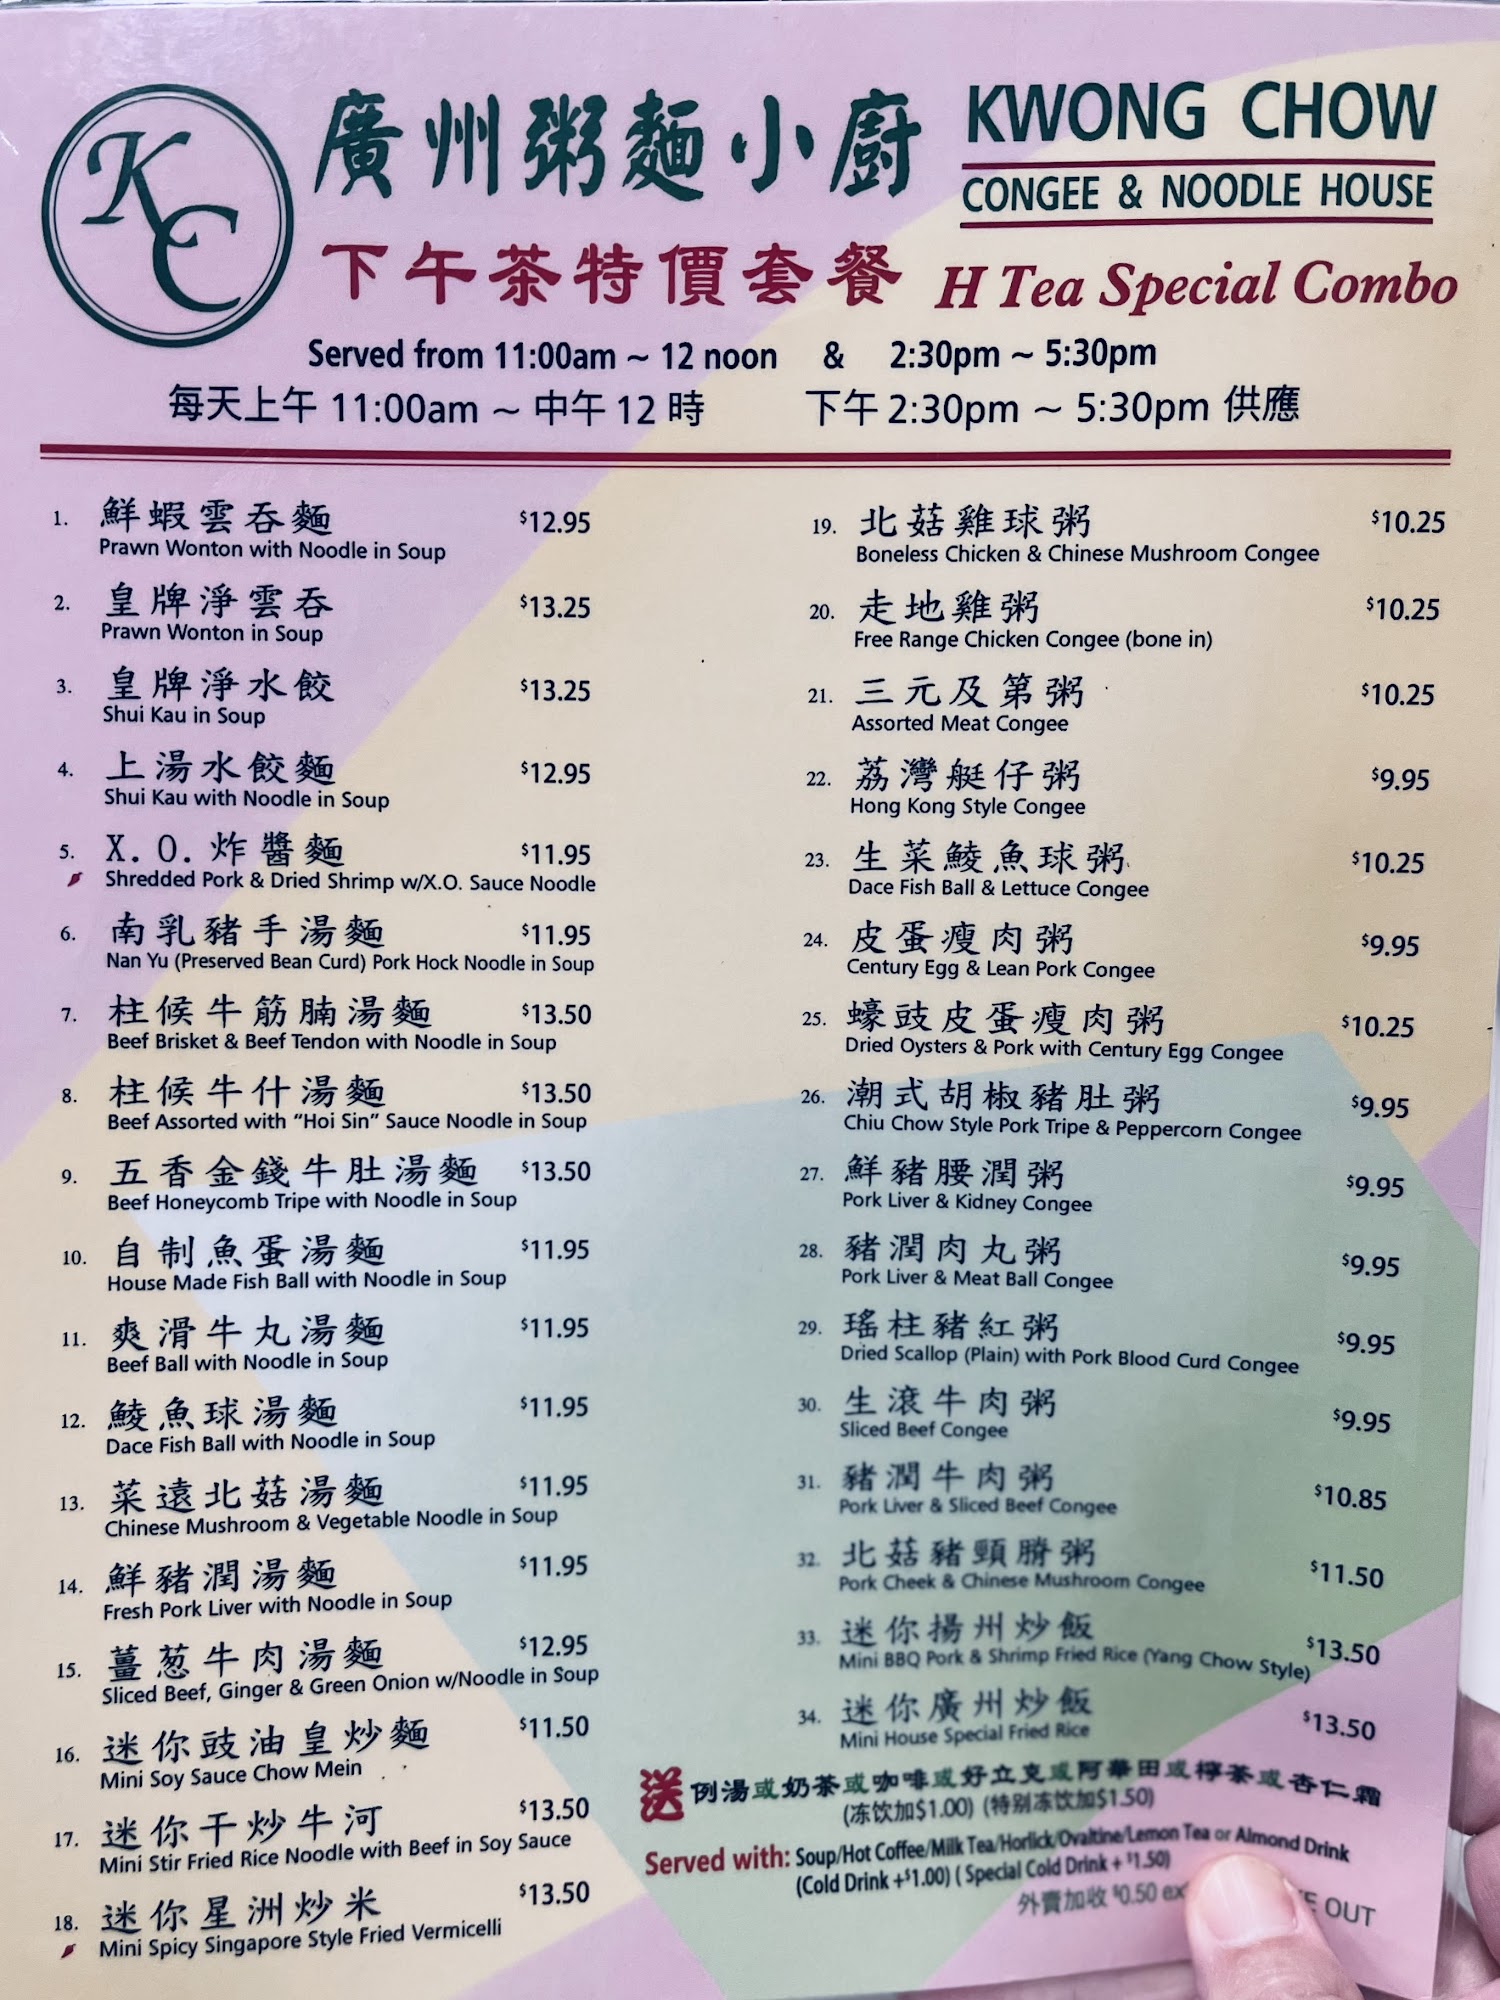 KC
廣州粥麵小廚
KWONG CHOW
CONGEE & NOODLE HOUSE
下午茶特價套餐 H Tea Special Combo
Served from 11:00am ~ 12 noon & 2:30pm ~ 5:30pm
每天上午 11:00am ~ 中午 12 時 下午 2:30pm ~ 5:30pm 供應
1. 鮮蝦雲吞麵 $12.95
Prawn Wonton with Noodle in Soup
2. 皇牌淨雲吞 $13.25
Prawn Wonton in Soup
3. 皇牌淨水餃 $13.25
Shui Kau in Soup
4. 上湯水餃麵 $12.95
Shui Kau with Noodle in Soup
5. X.O.炸醬麵 $11.95
Shredded Pork & Dried Shrimp w/X.O. Sauce Noodle
6. 南乳豬手湯麵 $11.95
Nan Yu (Preserved Bean Curd) Pork Hock Noodle in Soup
7. 柱候牛筋腩湯麵 $13.50
Beef Brisket & Beef Tendon with Noodle in Soup
8. 柱候牛什湯麵 $13.50
Beef Assorted with “Hoi Sin” Sauce Noodle in Soup
9. 五香金錢牛肚湯麵 $13.50
Beef Honeycomb Tripe with Noodle in Soup
10. 自制魚蛋湯麵 $11.95
House Made Fish Ball with Noodle in Soup
11. 爽滑牛丸湯麵 $11.95
Beef Ball with Noodle in Soup
12. 鯪魚球湯麵 $11.95
Dace Fish Ball with Noodle in Soup
13. 菜遠北菇湯麵 $11.95
Chinese Mushroom & Vegetable Noodle in Soup
14. 鮮豬潤湯麵 $11.95
Fresh Pork Liver with Noodle in Soup
15. 薑葱牛肉湯麵 $12.95
Sliced Beef, Ginger & Green Onion w/Noodle in Soup
16. 迷你豉油皇炒麵 $11.50
Mini Soy Sauce Chow Mein
17. 迷你干炒牛河 $13.50
Mini Stir Fried Rice Noodle with Beef in Soy Sauce
18. 迷你星洲炒米 $13.50
Mini Spicy Singapore Style Fried Vermicelli
19. 北菇雞球粥 $10.25
Boneless Chicken & Chinese Mushroom Congee
20. 走地雞粥 $10.25
Free Range Chicken Congee (bone in)
21. 三元及第粥 $10.25
Assorted Meat Congee
22. 荔灣艇仔粥 $9.95
Hong Kong Style Congee
23. 生菜鯪魚球粥 $10.25
Dace Fish Ball & Lettuce Congee
24. 皮蛋瘦肉粥 $9.95
Century Egg & Lean Pork Congee
25. 蠔豉皮蛋瘦肉粥 $10.25
Dried Oysters & Pork with Century Egg Congee
26. 潮式胡椒豬肚粥 $9.95
Chiu Chow Style Pork Tripe & Peppercorn Congee
27. 鮮豬腰潤粥 $9.95
Pork Liver & Kidney Congee
28. 豬潤肉丸粥 $9.95
Pork Liver & Meat Ball Congee
29. 瑤柱豬紅粥 $9.95
Dried Scallop (Plain) with Pork Blood Curd Congee
30. 生滾牛肉粥 $9.95
Sliced Beef Congee
31. 豬潤牛肉粥 $10.85
Pork Liver & Sliced Beef Congee
32. 北菇豬頸𦟌粥 $11.50
Pork Cheek & Chinese Mushroom Congee
33. 迷你揚州炒飯 $13.50
Mini BBQ Pork & Shrimp Fried Rice (Yang Chow Style)
34. 迷你廣州炒飯 $13.50
Mini House Special Fried Rice
送 例湯或奶茶或咖啡或好立克或阿華田或檸茶或杏仁霜
(冻饮加$1.00) (特别冻饮加$1.50)
Served with: Soup/Hot Coffee/Milk Tea/Horlick/Ovaltine/Lemon Tea or Almond Drink
(Cold Drink +$1.00) ( Special Cold Drink + $1.50)
外賣加收 $0.50 OUT